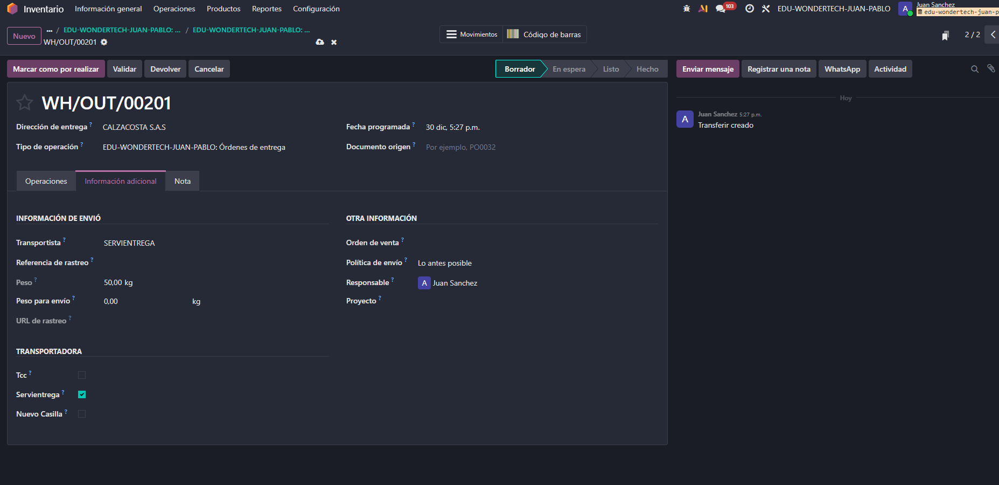 Inventario Información general Operaciones Productos Reportes Configuración
AI 103 EDU-WONDERTECH-JUAN-PABLO A Juan Sanchez
edu-wondertech-juan-p
Nuevo ... / EDU-WONDERTECH-JUAN-PABLO: ... / EDU-WONDERTECH-JUAN-PABLO: ...
WH/OUT/00201
Movimientos Código de barras
2 / 2
Marcar como por realizar Validar Devolver Cancelar
Borrador En espera Listo Hecho
Enviar mensaje Registrar una nota WhatsApp Actividad
WH/OUT/00201
Dirección de entrega ? CALZACOSTA S.A.S
Tipo de operación ? EDU-WONDERTECH-JUAN-PABLO: Órdenes de entrega
Fecha programada ? 30 dic, 5:27 p.m.
Documento origen ? Por ejemplo, PO0032
Operaciones Información adicional Nota
INFORMACIÓN DE ENVIÓ
Transportista ? SERVIENTREGA
Referencia de rastreo ?
Peso ? 50,00 kg
Peso para envío ? 0,00 kg
URL de rastreo ?
TRANSPORTADORA
Tcc ?
Servientrega ?
Nuevo Casilla ?
OTRA INFORMACIÓN
Orden de venta ?
Política de envío ? Lo antes posible
Responsable ? A Juan Sanchez
Proyecto ?
Hoy
A Juan Sanchez 5:27 p.m.
Transferir creado